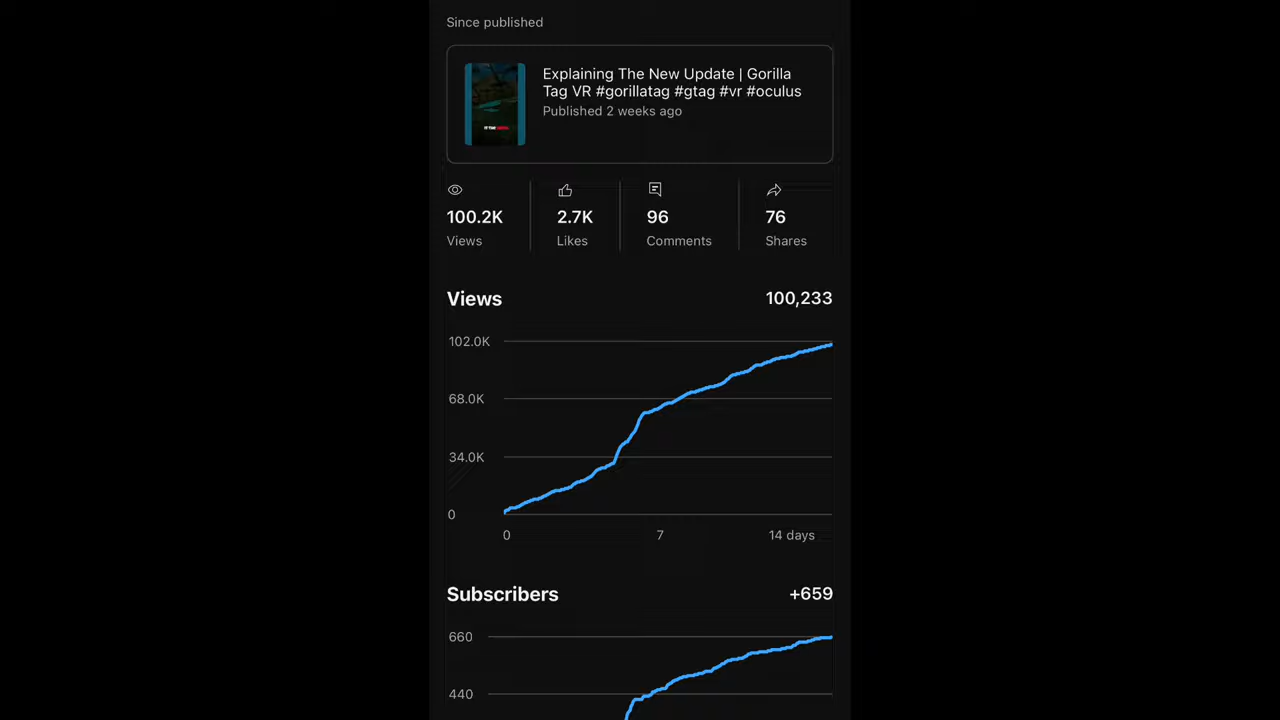 Since published
Explaining The New Update | Gorilla
Tag VR #gorillatag #gtag #vr #oculus
Published 2 weeks ago
100.2K
2.7K
96
76
Views
Likes
Comments
Shares
Views
100,233
102.0K
68.0K
34.0K
0
0
7
14 days
Subscribers
+659
660
440